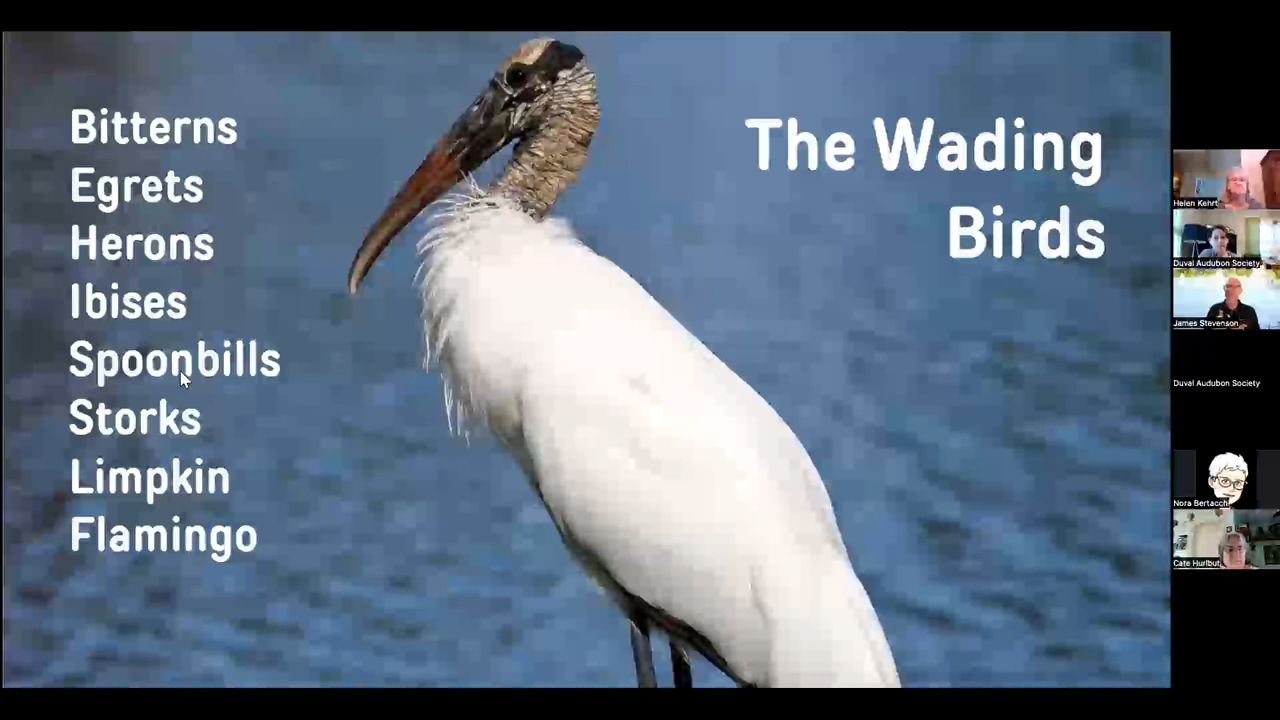 Bitterns
Egrets
Herons
Ibises
Spoonbills
Storks
Limpkin
Flamingo
The Wading
Birds
Helen Kehrt
Duval Audubon Society
James Stevenson
Duval Audubon Society
Nora Bertacchi
Cate Hurlbut